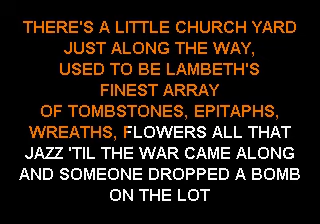 THERE'S A LITTLE CHURCH YARD
JUST ALONG THE WAY,
USED TO BE LAMBETH'S
FINEST ARRAY
OF TOMBSTONES, EPITAPHS,
WREATHS, FLOWERS ALL THAT
JAZZ 'TIL THE WAR CAME ALONG
AND SOMEONE DROPPED A BOMB
ON THE LOT